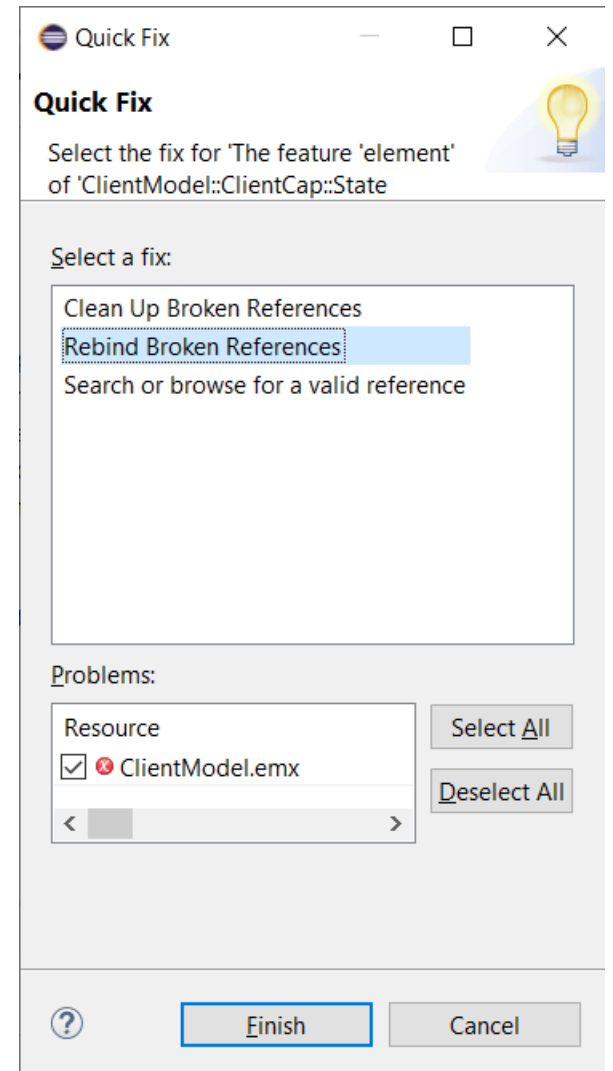 Quick Fix
Quick Fix
Select the fix for 'The feature 'element'
of 'ClientModel::ClientCap::State
Select a fix:
Clean Up Broken References
Rebind Broken References
Search or browse for a valid reference
Problems:
Resource
ClientModel.emx
Select All
Deselect All
Finish
Cancel